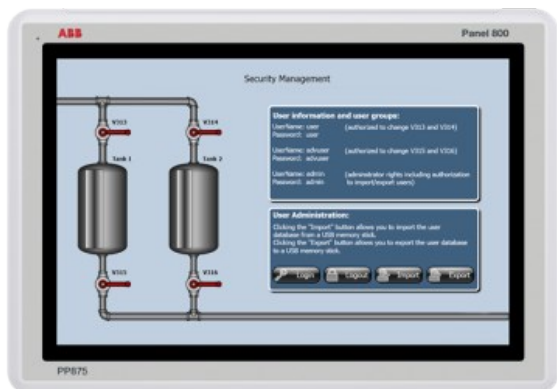 ABB
Panel 800
Security Management
V313
V314
Tank 1
Tank 2
V315
V316
User information and user groups:
UserName: user (authorized to change V313 and V314)
Password: user
UserName: advuser (authorized to change V315 and V316)
Password: advuser
UserName: admin (administrator rights including authorization
Password: admin to import/export users)
User Administration:
Clicking the "Import" button allows you to import the user
database from a USB memory stick.
Clicking the "Export" button allows you to export the user database
to a USB memory stick.
Login
Logout
Import
Export
PP875